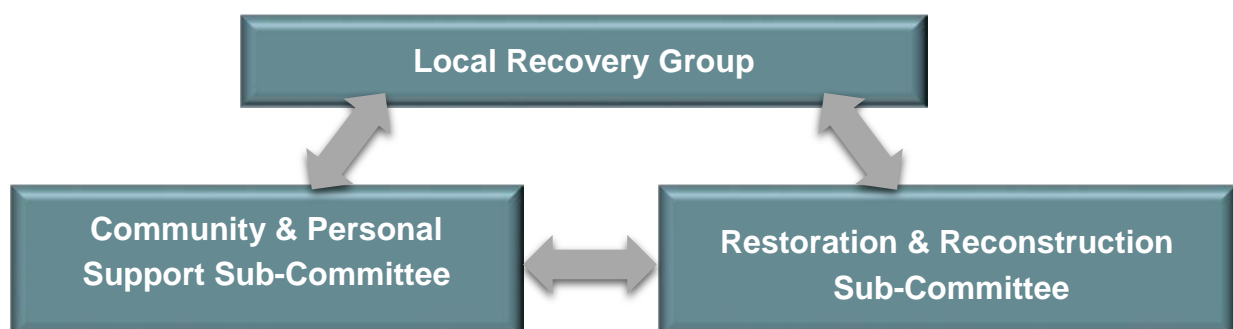 Local Recovery Group
Community & Personal
Support Sub-Committee
Restoration & Reconstruction
Sub-Committee